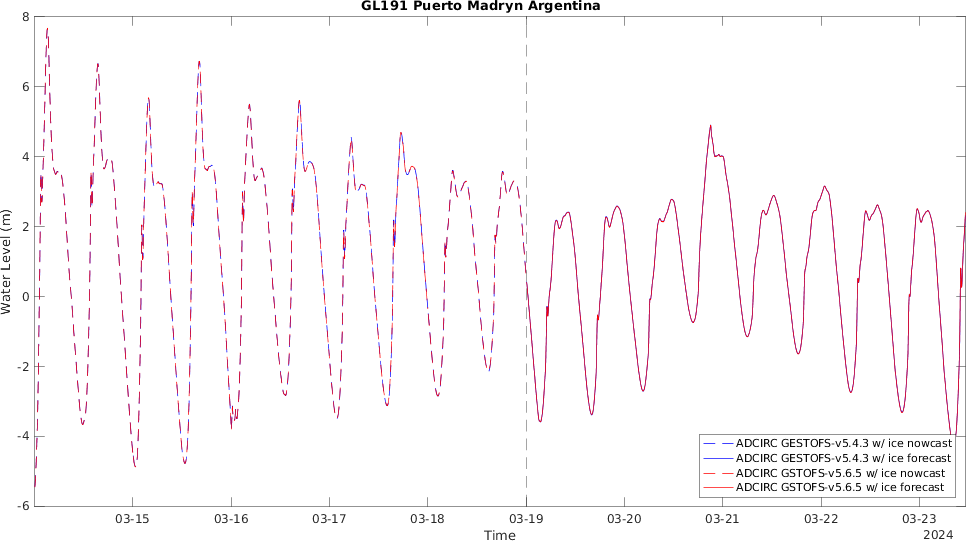 GL191 Puerto Madryn Argentina
8
6
4
2
0
-2
-4
-6
Water Level (m)
ADCIRC GESTOFS-v5.4.3 w/ ice nowcast
ADCIRC GESTOFS-v5.4.3 w/ ice forecast
ADCIRC GSTOFS-v5.6.5 w/ ice nowcast
ADCIRC GSTOFS-v5.6.5 w/ ice forecast
03-15 03-16 03-17 03-18 03-19 03-20 03-21 03-22 03-23
Time
2024